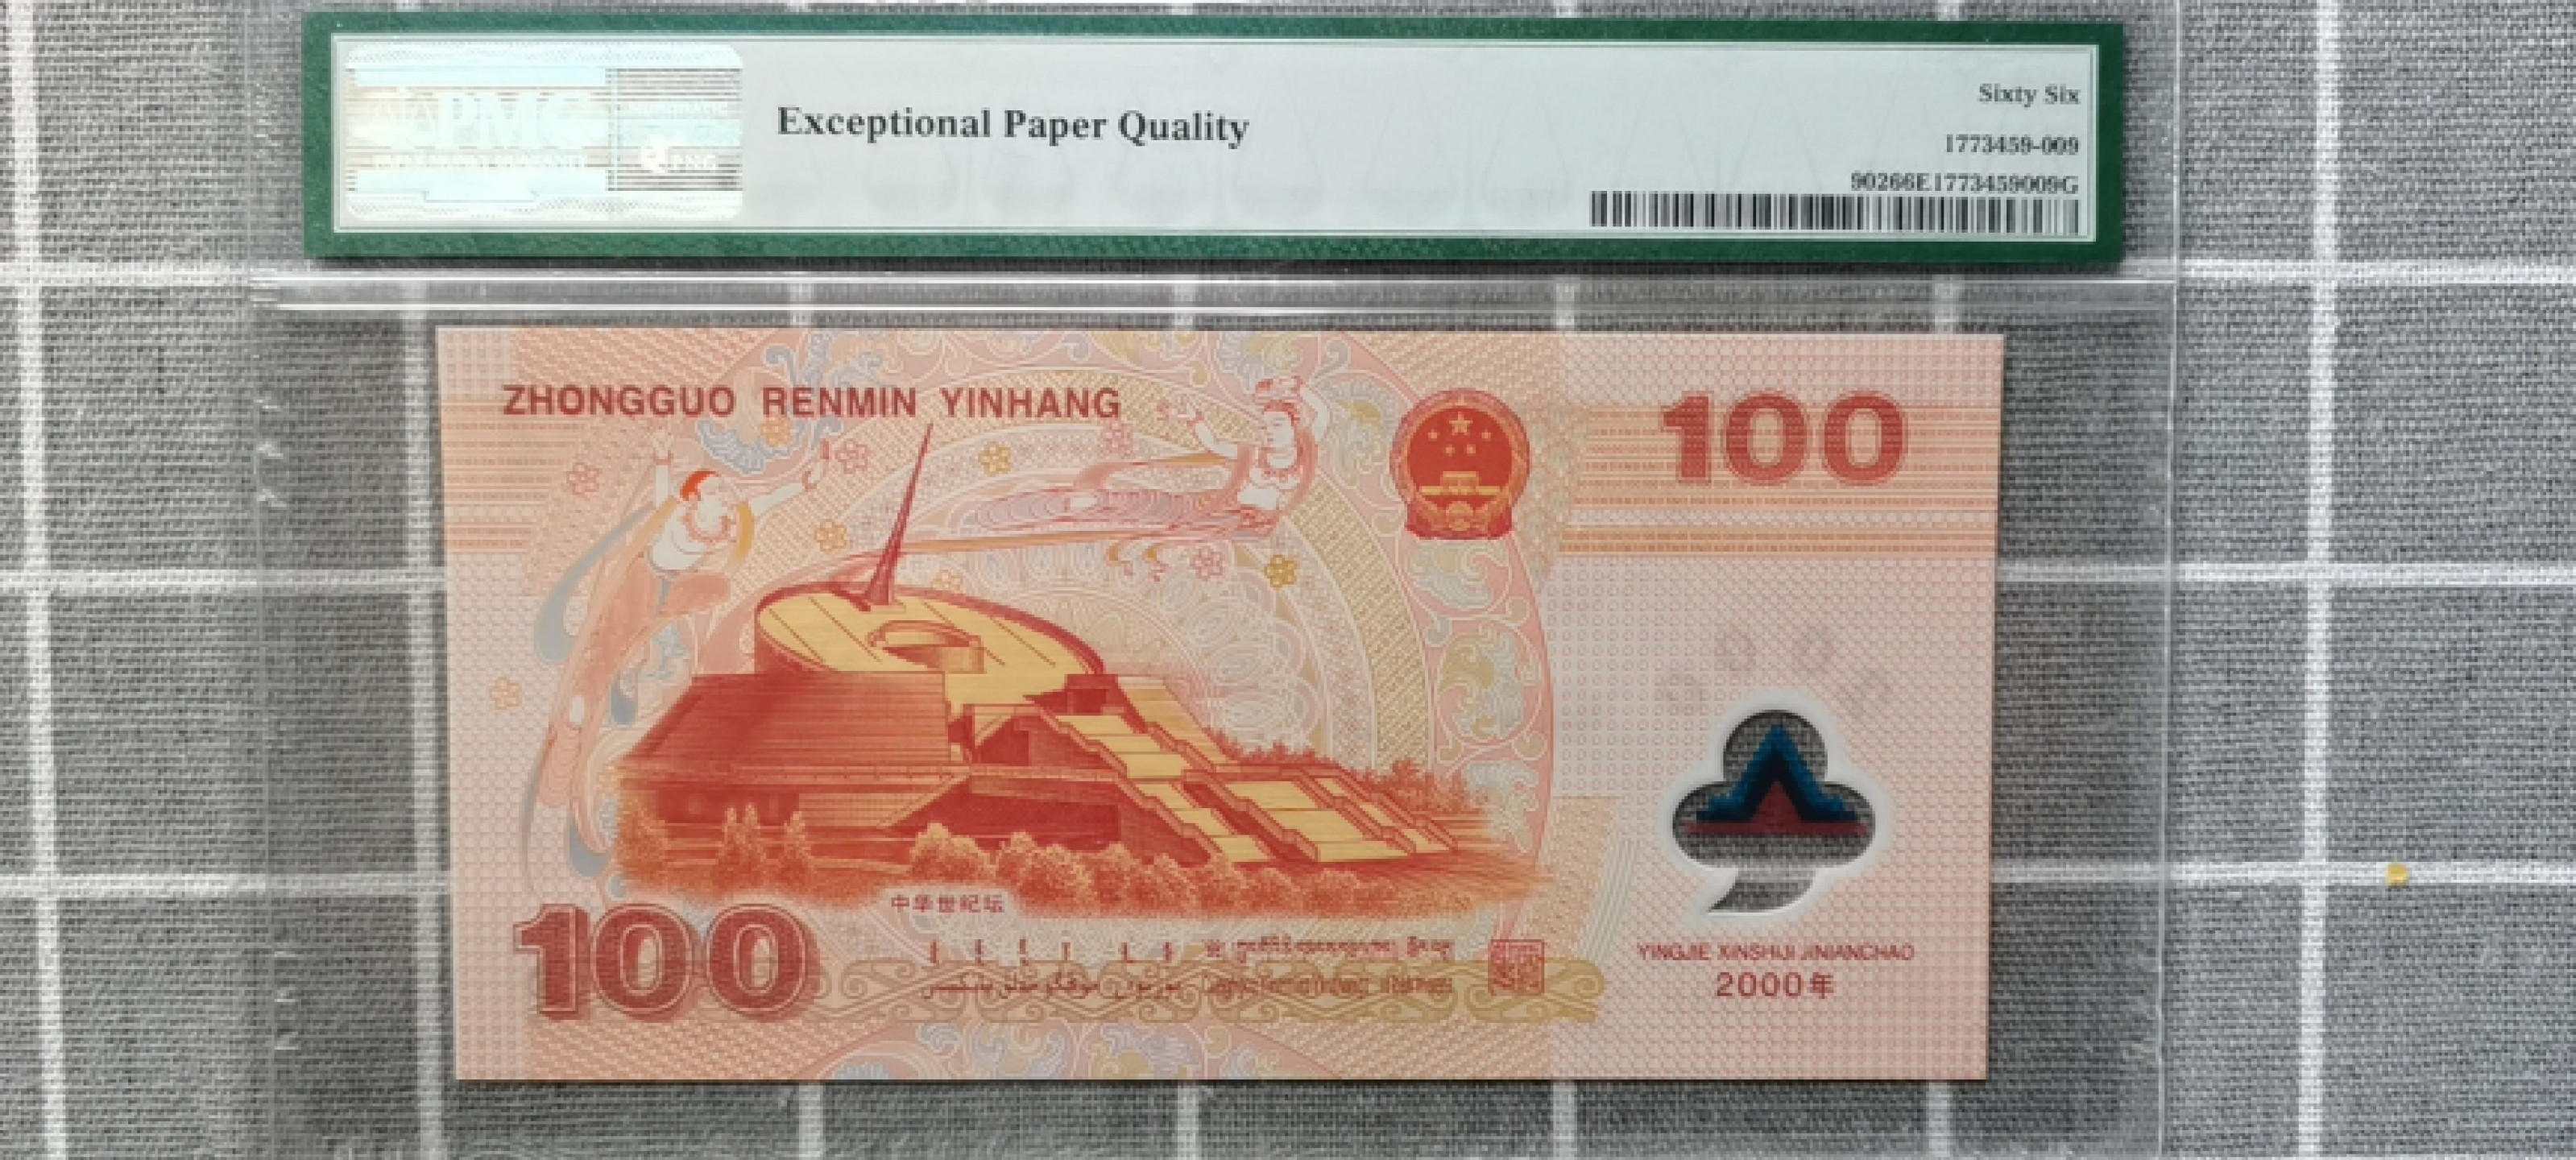 PMG
Exceptional Paper Quality
Sixty Six
1773459-009
90266E1773459009G
ZHONGGUO RENMIN YINHANG
100
中华世纪坛
100
YINGJIE XINSHIJI JINIANCHAO
2000年